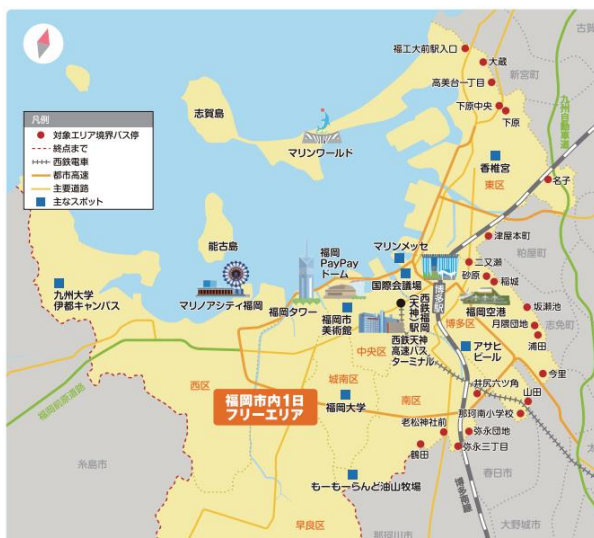 福工大前駅入口
大蔵
古賀
新宮町
高美台一丁目
下原中央
下原
九州自動車道
凡例
対象エリア境界バス停
終点まで
西鉄電車
都市高速
主要道路
主なスポット
志賀島
マリンワールド
香椎宮
東区
名子
津屋本町
粕屋町
能古島
福岡
PayPay
ドーム
マリンメッセ
国際会議場
二又瀬
砂原
稲城
九州大学
伊都キャンパス
マリノアシティ福岡
福岡タワー
福岡市
美術館
西鉄福岡
(天神)駅
博多駅
博多区
福岡空港
坂瀬池
月隈団地
志免町
浦田
西鉄天神
高速バス
ターミナル
中央区
アサヒ
ビール
今里
西区
城南区
福岡市内1日
フリーエリア
福岡大学
南区
井尻六ツ角
山田
那珂南小学校
老松神社前
弥永団地
弥永三丁目
鶴田
福岡前原道路
糸島市
もーもーらんど油山牧場
春日市
博多南線
大野城市
早良区
那珂川市